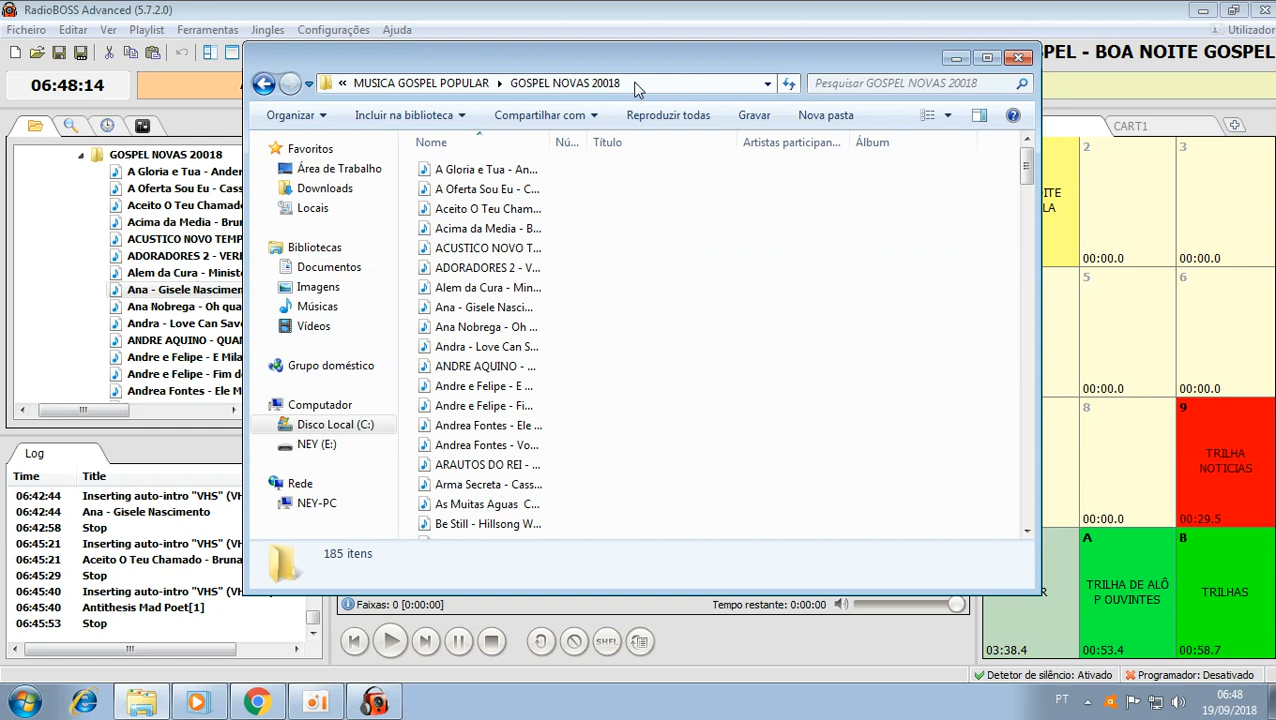 RadioBOSS Advanced (5.7.2.0)
Ficheiro Editar Ver Playlist Ferramentas Jingles Configurações Ajuda Utilizador
06:48:14
PEL - BOA NOITE GOSPEL
MUSICA GOSPEL POPULAR GOSPEL NOVAS 20018 Pesquisar GOSPEL NOVAS 20018
Organizar Incluir na biblioteca Compartilhar com Reproduzir todas Gravar Nova pasta
Nome Nú... Título Artistas participan... Álbum
GOSPEL NOVAS 20018
A Gloria e Tua - Ander
A Oferta Sou Eu - Cass
Aceito O Teu Chamado
Acima da Media - Bru
ACUSTICO NOVO TEMP
ADORADORES 2 - VERI
Alem da Cura - Ministe
Ana - Gisele Nascimen
Ana Nobrega - Oh qua
Andra - Love Can Save
ANDRE AQUINO - QUAN
Andre e Felipe - E Mila
Andre e Felipe - Fim d
Andrea Fontes - Ele M
Favoritos
Área de Trabalho
Downloads
Locais
Bibliotecas
Documentos
Imagens
Músicas
Vídeos
Grupo doméstico
Computador
Disco Local (C:)
NEY (E:)
Rede
NEY-PC
A Gloria e Tua - An...
A Oferta Sou Eu - C...
Aceito O Teu Cham...
Acima da Media - B...
ACUSTICO NOVO T...
ADORADORES 2 - V...
Alem da Cura - Min...
Ana - Gisele Nasci...
Ana Nobrega - Oh ...
Andra - Love Can S...
ANDRE AQUINO - ...
Andre e Felipe - E ...
Andre e Felipe - Fi...
Andrea Fontes - Ele ...
Andrea Fontes - Vo...
ARAUTOS DO REI - ...
Arma Secreta - Cass...
As Muitas Aguas C...
Be Still - Hillsong W...
185 itens
CART1
2 3
ITE
LA
00:00.0 00:00.0
5 6
00:00.0 00:00.0
8 9
TRILHA
NOTICIAS
00:00.0 00:29.5
A B
R
TRILHA DE ALÔ
P OUVINTES
TRILHAS
03:38.4 00:53.4 00:58.7
Log
Time Title
06:42:44 Inserting auto-intro "VHS" (VH
06:42:44 Ana - Gisele Nascimento
06:42:58 Stop
06:45:21 Inserting auto-intro "VHS" (VH
06:45:21 Aceito O Teu Chamado - Bruna
06:45:29 Stop
06:45:40 Inserting auto-intro "VHS" (VH
06:45:40 Antithesis Mad Poet[1]
06:45:53 Stop
Faixas: 0 [0:00:00] Tempo restante: 0:00:00
SHFL
Detetor de silêncio: Ativado Programador: Desativado
PT
06:48
19/09/2018